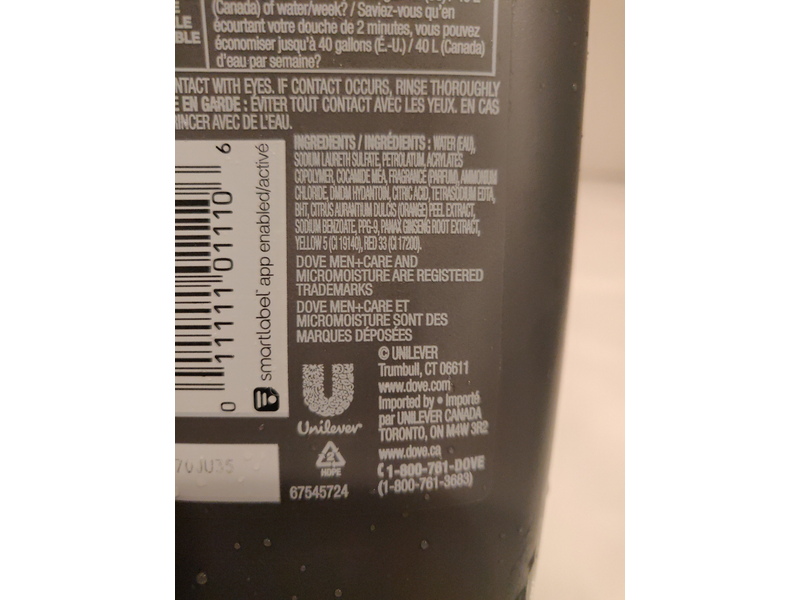 (Canada) of water/week? / Saviez-vous qu'en
écourtant votre douche de 2 minutes, vous pouvez
LE
BLE
économiser jusqu'à 40 gallons (É.-U.) / 40 L (Canada)
d'eau par semaine?
NTACT WITH EYES. IF CONTACT OCCURS, RINSE THOROUGHLY
E EN GARDE : ÉVITER TOUT CONTACT AVEC LES YEUX. EN CAS
RINCER AVEC DE L'EAU.
INGREDIENTS / INGRÉDIENTS : WATER (EAU),
SODIUM LAURETH SULFATE, PETROLATUM, ACRYLATES
COPOLYMER, COCAMIDE MEA, FRAGRANCE (PARFUM), AMMONIUM
CHLORIDE, DMDM HYDANTOIN, CITRIC ACID, TETRASODIUM EDTA,
BHT, CITRUS AURANTIUM DULCIS (ORANGE) PEEL EXTRACT,
SODIUM BENZOATE, PPG-9, PANAX GINSENG ROOT EXTRACT,
YELLOW 5 (CI 19140), RED 33 (CI 17200).
DOVE MEN+CARE AND
MICROMOISTURE ARE REGISTERED
TRADEMARKS
DOVE MEN+CARE ET
MICROMOISTURE SONT DES
MARQUES DÉPOSÉES
0 11111 01110 6
smartlabel app enabled/activé
© UNILEVER
Trumbull, CT 06611
www.dove.com
Imported by • Importé
par UNILEVER CANADA
TORONTO, ON M4W 3R2
www.dove.ca
1-800-761-DOVE
(1-800-761-3683)
Unilever
2
HDPE
67545724